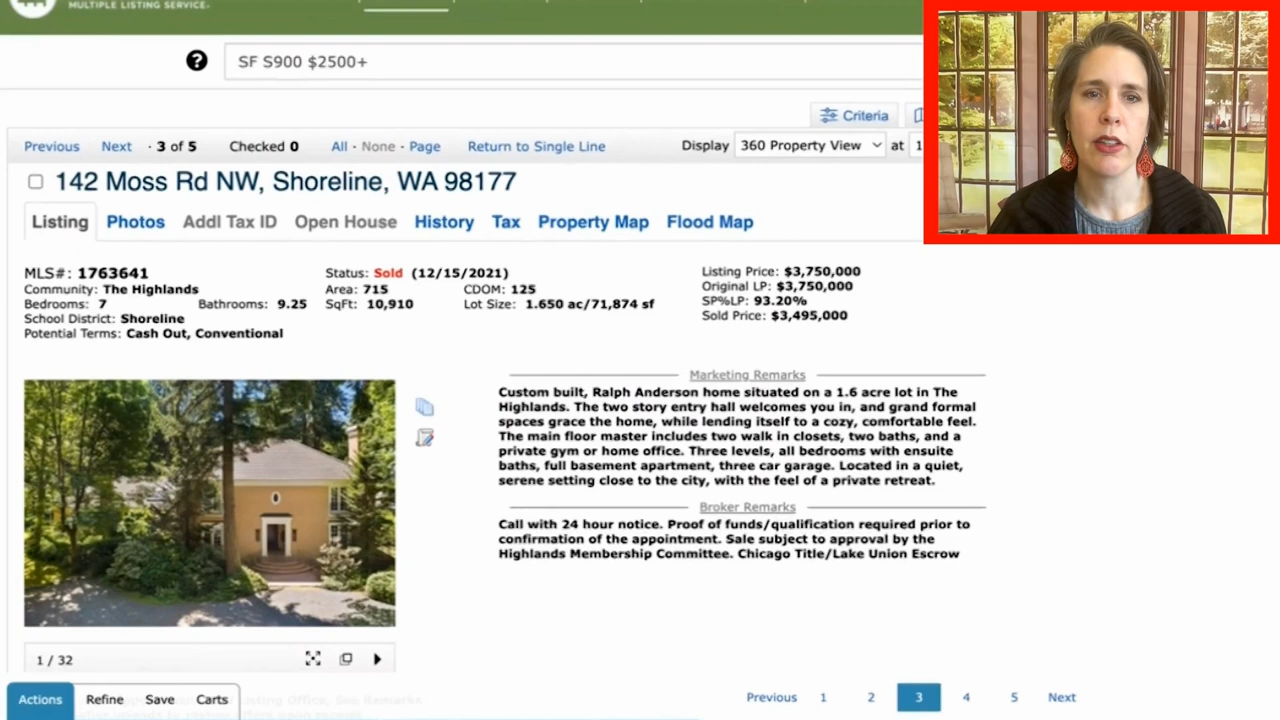 MULTIPLE LISTING SERVICE
? SF S900 $2500+
Criteria
Previous Next · 3 of 5 Checked 0 All · None · Page Return to Single Line Display 360 Property View at 1
142 Moss Rd NW, Shoreline, WA 98177
Listing Photos Addl Tax ID Open House History Tax Property Map Flood Map
MLS#: 1763641 Status: Sold (12/15/2021) Listing Price: $3,750,000
Community: The Highlands Area: 715 CDOM: 125 Original LP: $3,750,000
Bedrooms: 7 Bathrooms: 9.25 SqFt: 10,910 Lot Size: 1.650 ac/71,874 sf SP%LP: 93.20%
School District: Shoreline Sold Price: $3,495,000
Potential Terms: Cash Out, Conventional
Marketing Remarks
Custom built, Ralph Anderson home situated on a 1.6 acre lot in The
Highlands. The two story entry hall welcomes you in, and grand formal
spaces grace the home, while lending itself to a cozy, comfortable feel.
The main floor master includes two walk in closets, two baths, and a
private gym or home office. Three levels, all bedrooms with ensuite
baths, full basement apartment, three car garage. Located in a quiet,
serene setting close to the city, with the feel of a private retreat.
Broker Remarks
Call with 24 hour notice. Proof of funds/qualification required prior to
confirmation of the appointment. Sale subject to approval by the
Highlands Membership Committee. Chicago Title/Lake Union Escrow
1 / 32
Actions Refine Save Carts Previous 1 2 3 4 5 Next